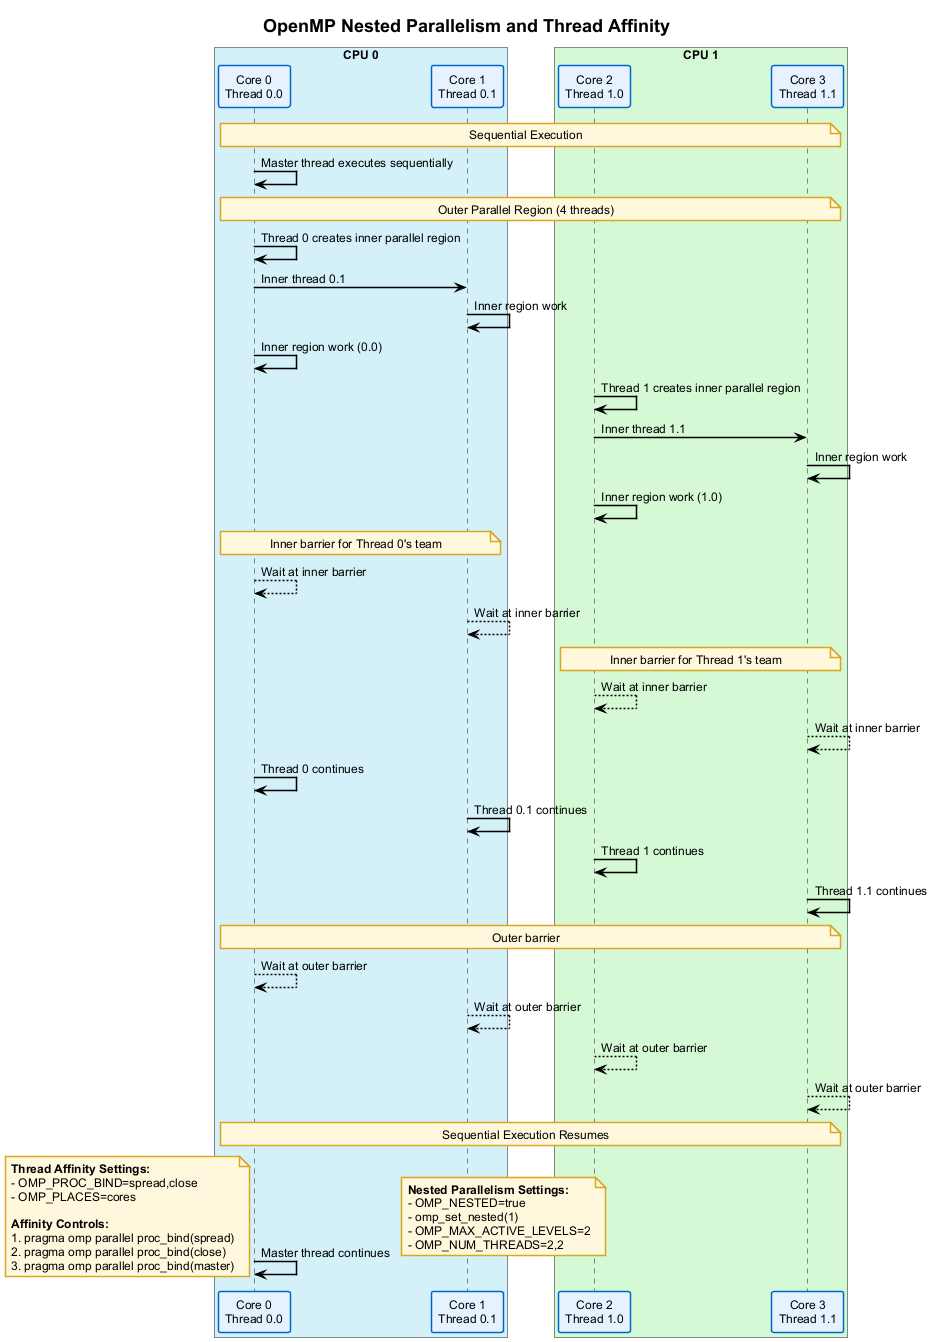 OpenMP Nested Parallelism and Thread Affinity
CPU 0
CPU 1
Core 0
Thread 0.0
Core 1
Thread 0.1
Core 2
Thread 1.0
Core 3
Thread 1.1
Sequential Execution
Master thread executes sequentially
Outer Parallel Region (4 threads)
Thread 0 creates inner parallel region
Inner thread 0.1
Inner region work
Inner region work (0.0)
Thread 1 creates inner parallel region
Inner thread 1.1
Inner region work
Inner region work (1.0)
Inner barrier for Thread 0's team
Wait at inner barrier
Wait at inner barrier
Inner barrier for Thread 1's team
Wait at inner barrier
Wait at inner barrier
Thread 0 continues
Thread 0.1 continues
Thread 1 continues
Thread 1.1 continues
Outer barrier
Wait at outer barrier
Wait at outer barrier
Wait at outer barrier
Wait at outer barrier
Sequential Execution Resumes
Thread Affinity Settings:
- OMP_PROC_BIND=spread,close
- OMP_PLACES=cores
Affinity Controls:
1. pragma omp parallel proc_bind(spread)
2. pragma omp parallel proc_bind(close)
3. pragma omp parallel proc_bind(master)
Nested Parallelism Settings:
- OMP_NESTED=true
- omp_set_nested(1)
- OMP_MAX_ACTIVE_LEVELS=2
- OMP_NUM_THREADS=2,2
Master thread continues
Core 0
Thread 0.0
Core 1
Thread 0.1
Core 2
Thread 1.0
Core 3
Thread 1.1